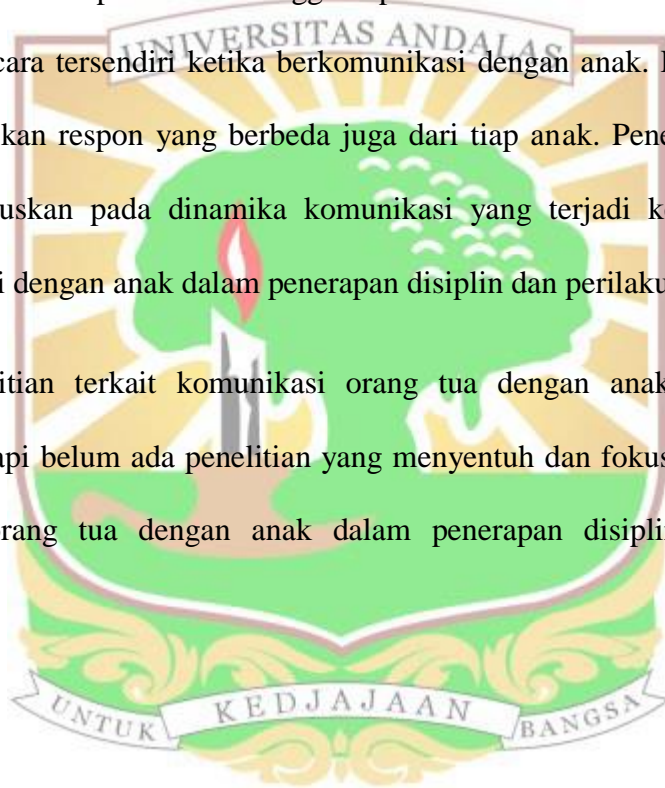 UNIVERSITAS ANDALAS
cara tersendiri ketika berkomunikasi dengan anak.
kan respon yang berbeda juga dari tiap anak. Pene
uskan pada dinamika komunikasi yang terjadi k
i dengan anak dalam penerapan disiplin dan perilaku
itian terkait komunikasi orang tua dengan anak
api belum ada penelitian yang menyentuh dan fokus
orang tua dengan anak dalam penerapan disiplin
UNTUK KEDJAJAAN BANGSA